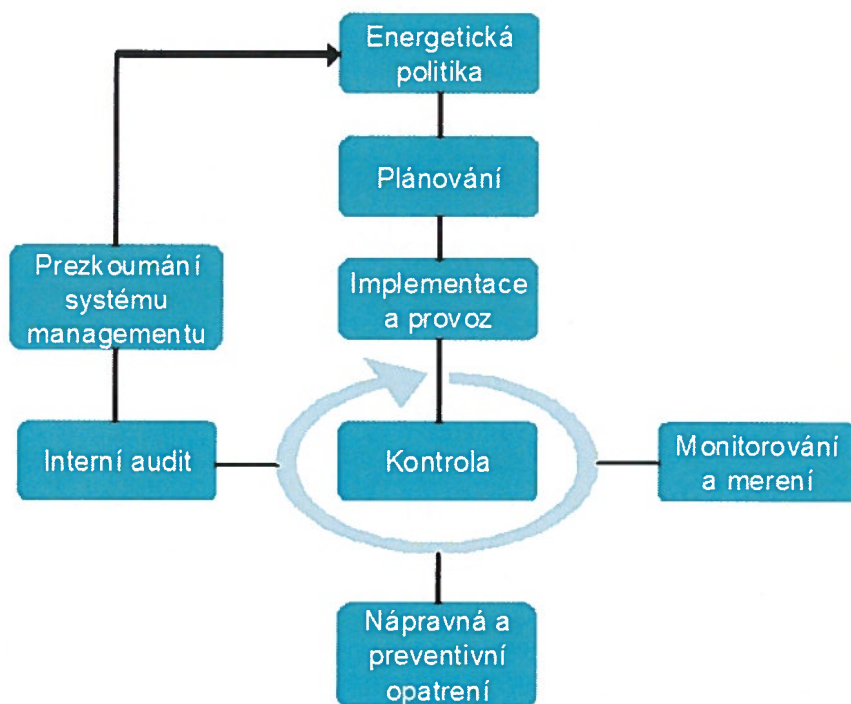 Energetická
politika
Plánování
Prezkoumání
systému
managementu
Implementace
a provoz
Interní audit
Kontrola
Monitorování
a merení
Nápravná a
preventivní
opatrení